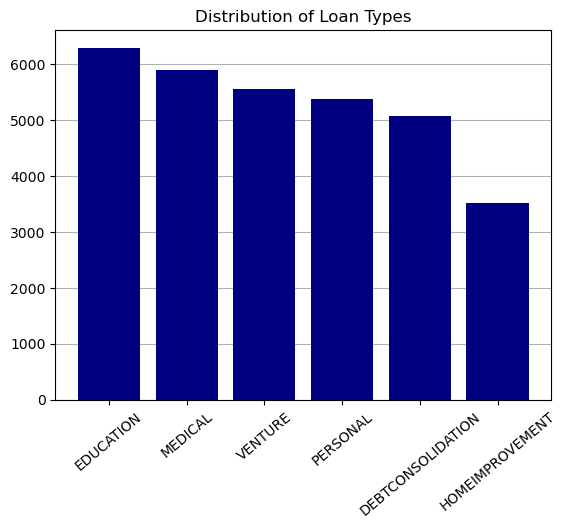 Distribution of Loan Types
6000
5000
4000
3000
2000
1000
0
EDUCATION
MEDICAL
VENTURE
PERSONAL
DEBTCONSOLIDATION
HOMEIMPROVEMENT